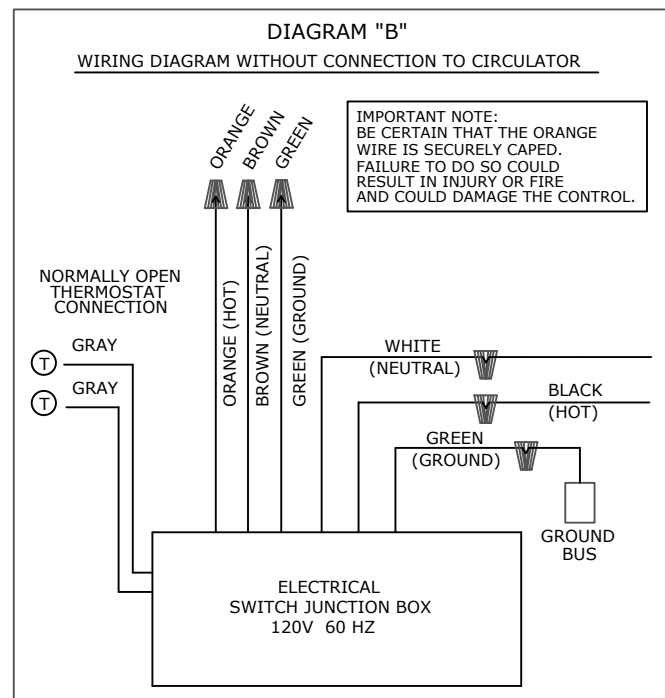 DIAGRAM "B"
WIRING DIAGRAM WITHOUT CONNECTION TO CIRCULATOR
ORANGE
BROWN
GREEN
IMPORTANT NOTE:
BE CERTAIN THAT THE ORANGE
WIRE IS SECURELY CAPED.
FAILURE TO DO SO COULD
RESULT IN INJURY OR FIRE
AND COULD DAMAGE THE CONTROL.
NORMALLY OPEN
THERMOSTAT
CONNECTION
GRAY
T
GRAY
T
ORANGE (HOT)
BROWN (NEUTRAL)
GREEN (GROUND)
WHITE
(NEUTRAL)
BLACK
(HOT)
GREEN
(GROUND)
GROUND
BUS
ELECTRICAL
SWITCH JUNCTION BOX
120V 60 HZ